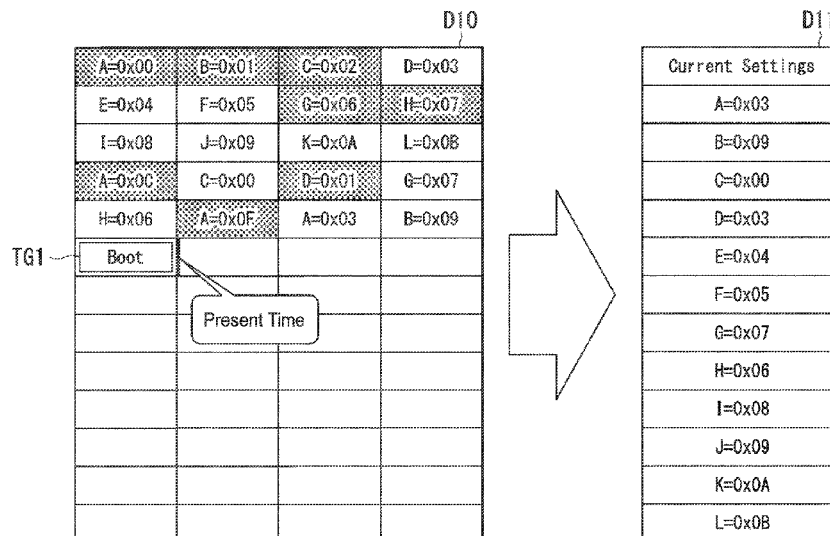 D10
D11
A=0x00 B=0x01 C=0x02 D=0x03
E=0x04 F=0x05 G=0x06 H=0x07
I=0x08 J=0x09 K=0x0A L=0x0B
A=0x0C C=0x00 D=0x01 G=0x07
H=0x06 A=0x0F A=0x03 B=0x09
TG1
Boot
Present Time
Current Settings
A=0x03
B=0x09
C=0x00
D=0x03
E=0x04
F=0x05
G=0x07
H=0x06
I=0x08
J=0x09
K=0x0A
L=0x0B